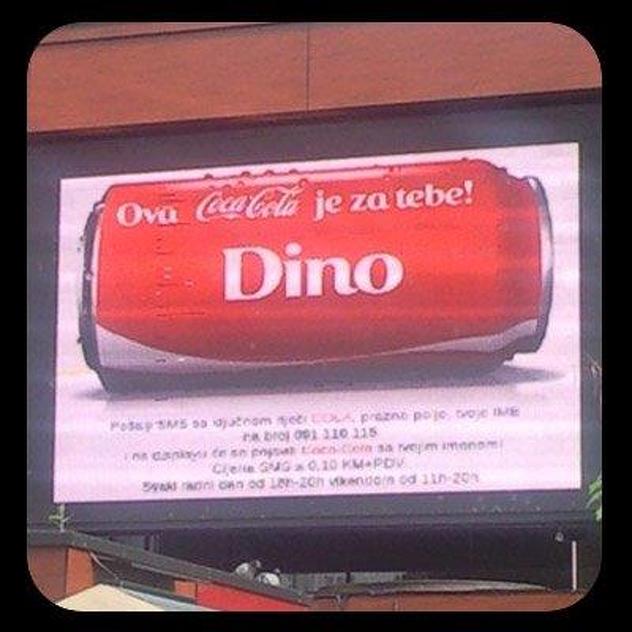 Ova Coca-Cola je za tebe!
Dino
Pošalji SMS sa ključnom riječi COLA, prazno polje, tvoje IME
na broj 091 110 115
i na displayu će se pojaviti Coca-Cola sa tvojim imenom!
Cijena SMS a 0,10 KM+PDV
Svaki radni dan od 18h-20h vikendom od 11h-20h